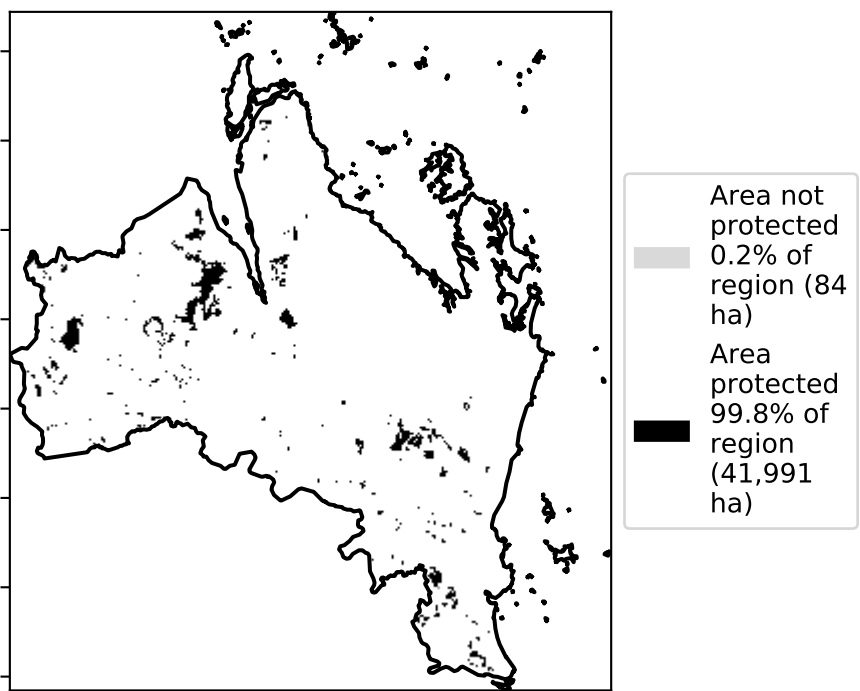 Area not
protected
0.2% of
region (84
ha)
Area
protected
99.8% of
region
(41,991
ha)